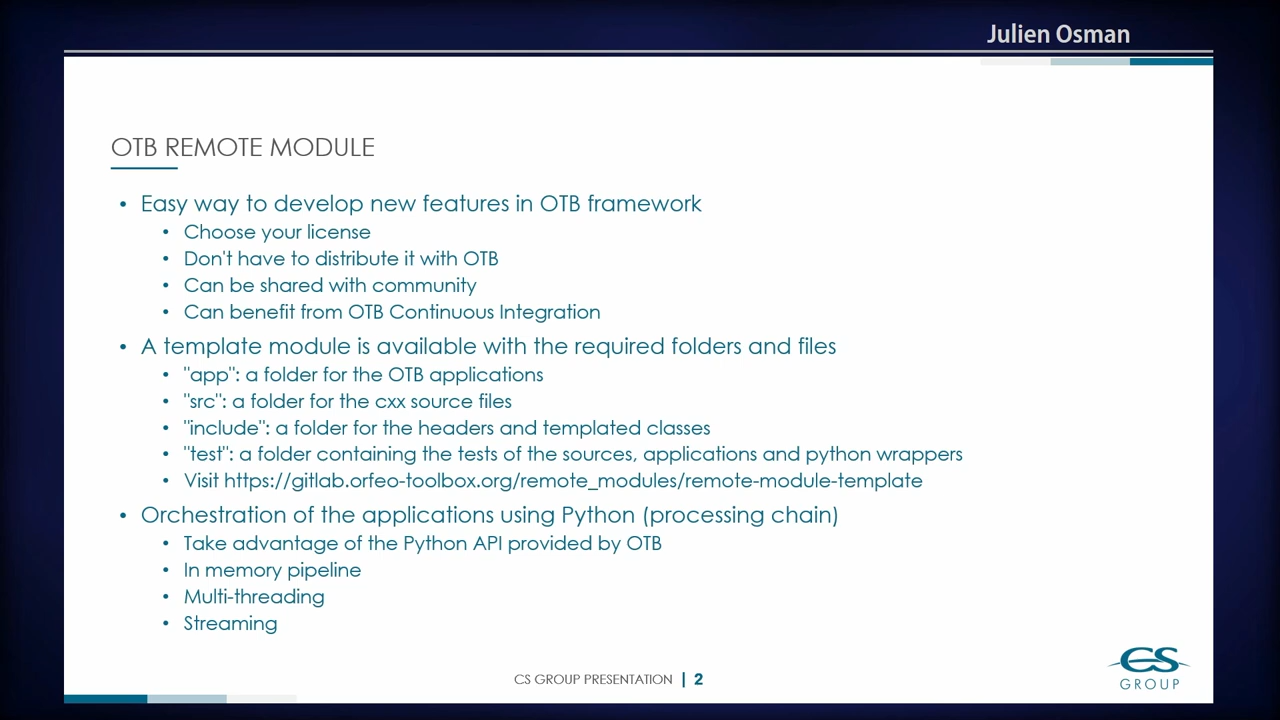 Julien Osman
OTB REMOTE MODULE
• Easy way to develop new features in OTB framework
• Choose your license
• Don't have to distribute it with OTB
• Can be shared with community
• Can benefit from OTB Continuous Integration
• A template module is available with the required folders and files
• "app": a folder for the OTB applications
• "src": a folder for the cxx source files
• "include": a folder for the headers and templated classes
• "test": a folder containing the tests of the sources, applications and python wrappers
• Visit https://gitlab.orfeo-toolbox.org/remote_modules/remote-module-template
• Orchestration of the applications using Python (processing chain)
• Take advantage of the Python API provided by OTB
• In memory pipeline
• Multi-threading
• Streaming
CS GROUP PRESENTATION | 2
CS
GROUP